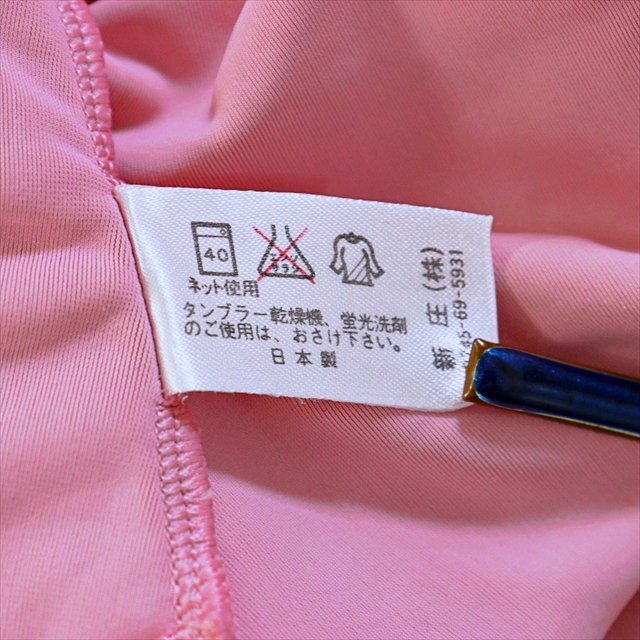 40
エンソ
サラシ
ネット使用
タンブラー乾燥機、蛍光洗剤
のご使用は、おさけ下さい。
日本製
新庄(株)